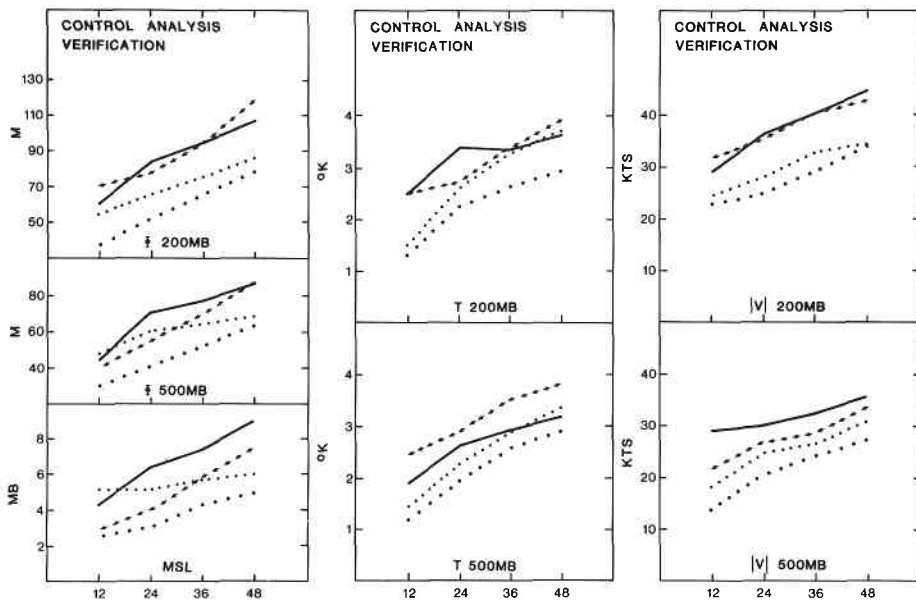 CONTROL ANALYSIS
VERIFICATION
130
110
90
70
50
M
Φ 200MB
80
60
40
M
Φ 500MB
8
6
4
2
MB
MSL
12 24 36 48
CONTROL ANALYSIS
VERIFICATION
4
3
2
1
°K
T 200MB
4
3
2
1
°K
T 500MB
12 24 36 48
CONTROL ANALYSIS
VERIFICATION
40
30
20
10
KTS
|V| 200MB
40
30
20
10
KTS
|V| 500MB
12 24 36 48